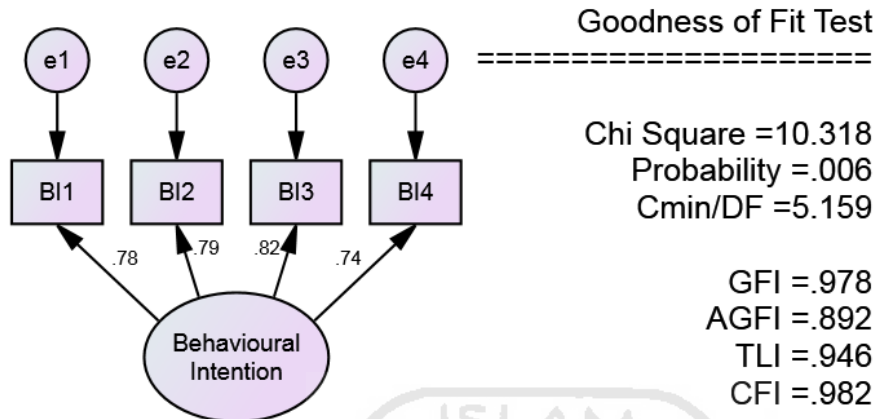 e1 e2 e3 e4
BI1 BI2 BI3 BI4
.78 .79 .82 .74
Behavioural
Intention
Goodness of Fit Test
=====================
Chi Square =10.318
Probability =.006
Cmin/DF =5.159
GFI =.978
AGFI =.892
TLI =.946
CFI =.982
ISLAM